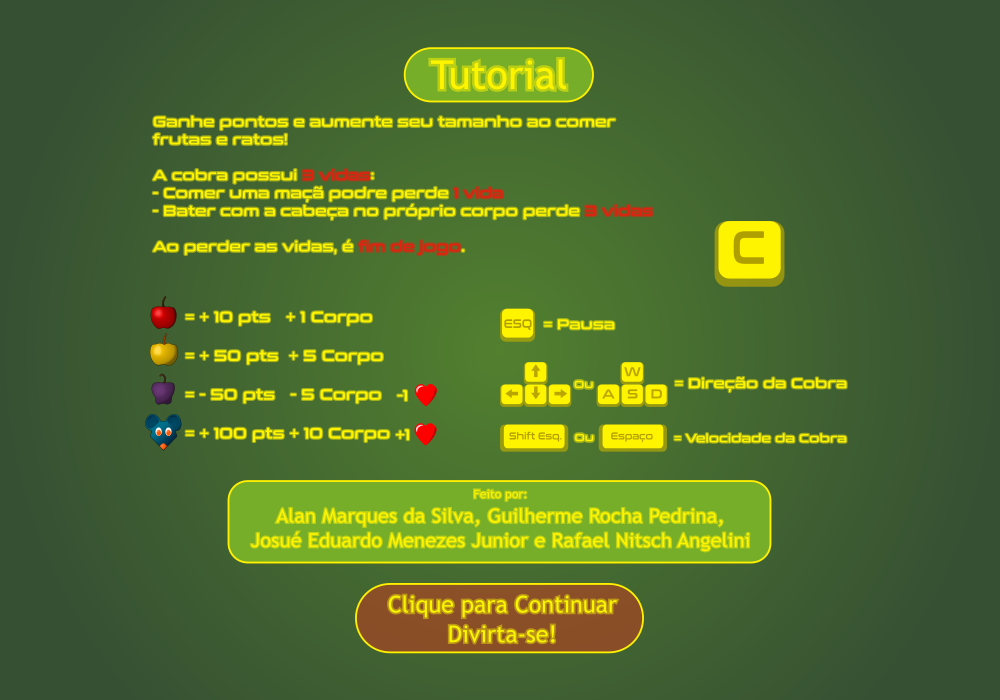 Tutorial
Ganhe pontos e aumente seu tamanho ao comer
frutas e ratos!
A cobra possui 3 vidas:
- Comer uma maçã podre perde 1 vida
- Bater com a cabeça no próprio corpo perde 3 vidas
Ao perder as vidas, é fim de jogo.
C
= + 10 pts + 1 Corpo
= + 50 pts + 5 Corpo
= - 50 pts - 5 Corpo -1
= + 100 pts + 10 Corpo +1
ESQ = Pausa
W
Ou
A S D
= Direção da Cobra
Shift Esq. Ou Espaço = Velocidade da Cobra
Feito por:
Alan Marques da Silva, Guilherme Rocha Pedrina,
Josué Eduardo Menezes Junior e Rafael Nitsch Angelini
Clique para Continuar
Divirta-se!